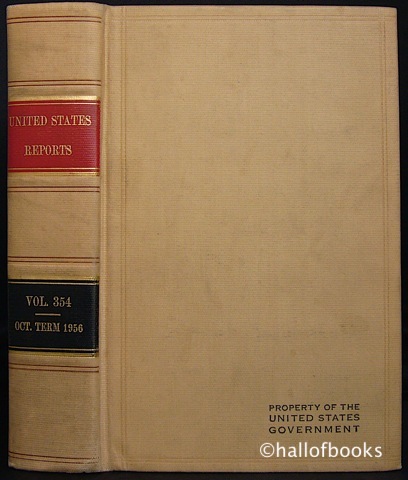 UNITED STATES
REPORTS
VOL. 354
OCT. TERM 1956
PROPERTY OF THE
UNITED STATES
GOVERNMENT
©hallofbooks